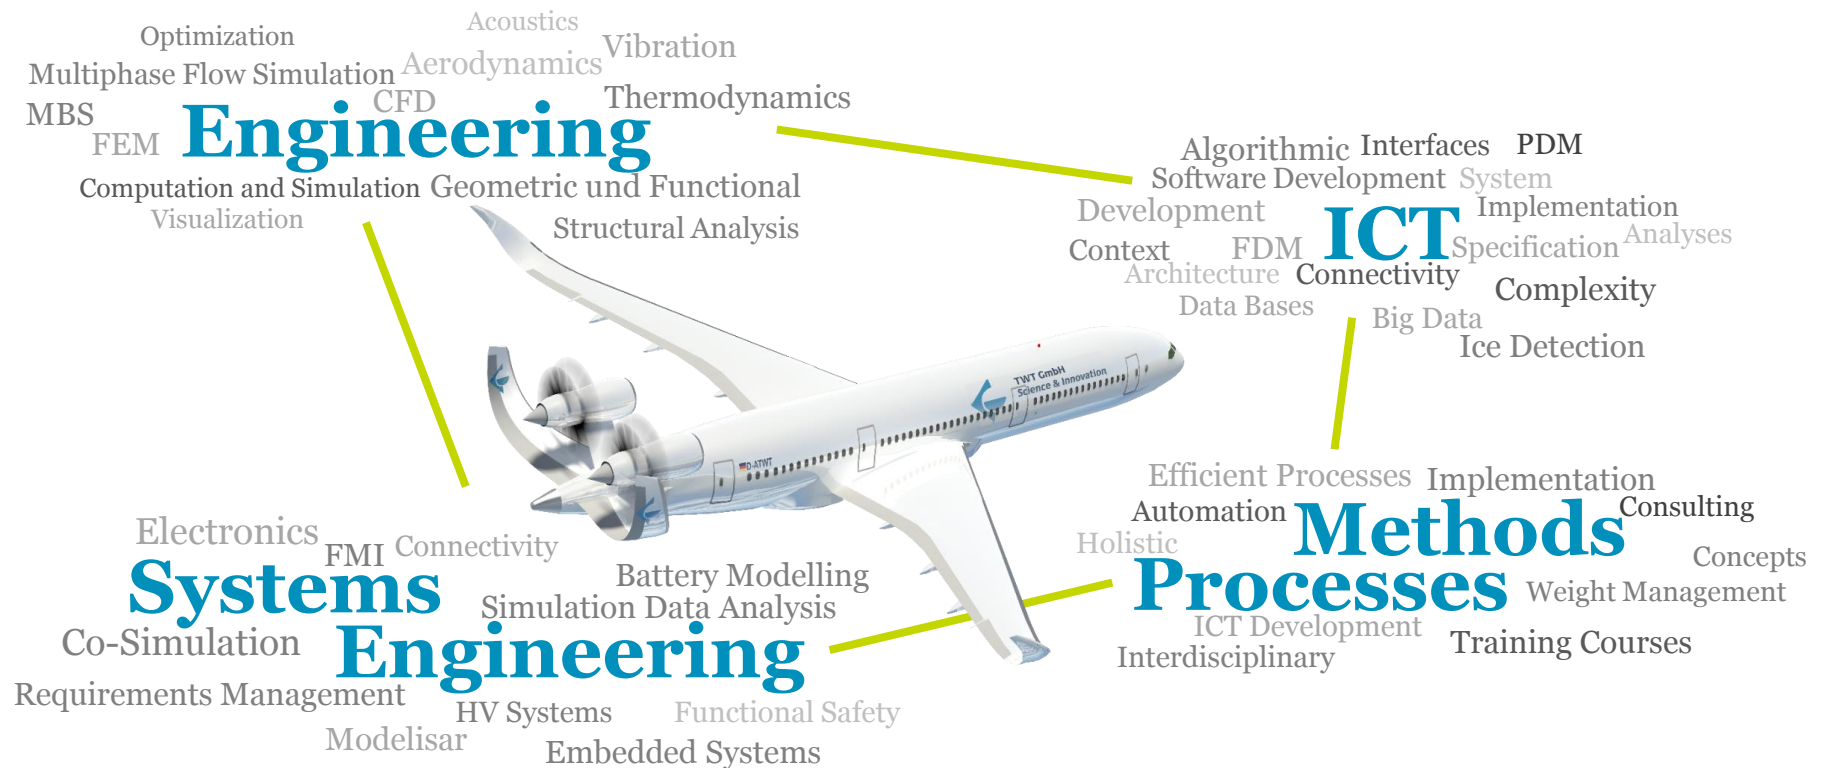 Acoustics
Optimization
Vibration
Multiphase Flow Simulation
Aerodynamics
CFD
Thermodynamics
MBS
FEM
Engineering
Computation and Simulation
Geometric und Functional
Visualization
Structural Analysis
Algorithmic
Interfaces
PDM
Software Development
System
Development
ICT
Implementation
Context
FDM
Specification
Analyses
Architecture
Connectivity
Complexity
Data Bases
Big Data
Ice Detection
TWT GmbH
Science & Innovation
D-ATWT
Efficient Processes
Implementation
Automation
Methods
Consulting
Holistic
Processes
Concepts
Weight Management
ICT Development
Training Courses
Interdisciplinary
Electronics
FMI
Connectivity
Systems
Battery Modelling
Simulation Data Analysis
Co-Simulation
Engineering
Requirements Management
HV Systems
Functional Safety
Modelisar
Embedded Systems